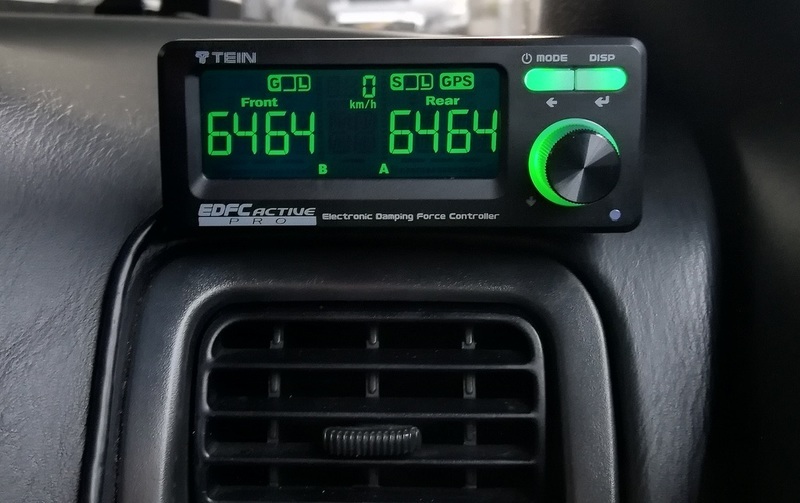 TEIN
MODE DISP
G L 0 S L GPS
Front km/h Rear
6464 6464
B A
EDFC ACTIVE
PRO
Electronic Damping Force Controller